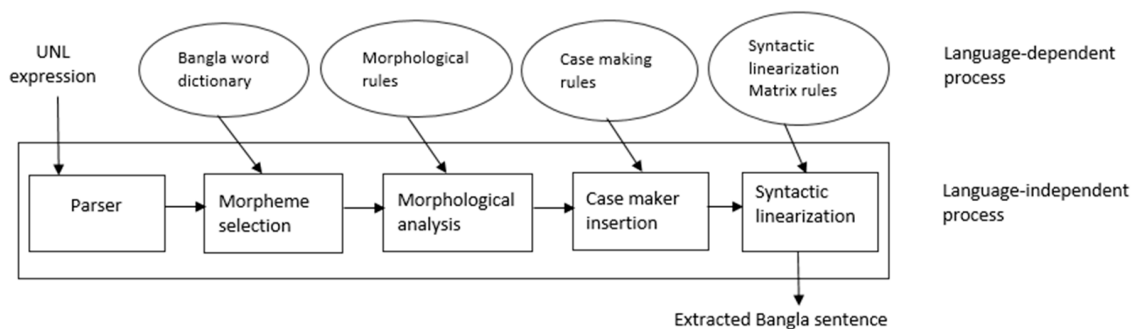 UNL
expression
Bangla word
dictionary
Morphological
rules
Case making
rules
Syntactic
linearization
Matrix rules
Language-dependent
process
Parser
Morpheme
selection
Morphological
analysis
Case maker
insertion
Syntactic
linearization
Language-independent
process
Extracted Bangla sentence